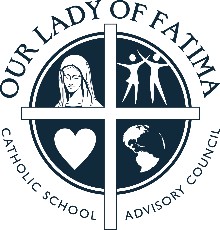 OUR LADY OF FATIMA
CATHOLIC SCHOOL ADVISORY COUNCIL